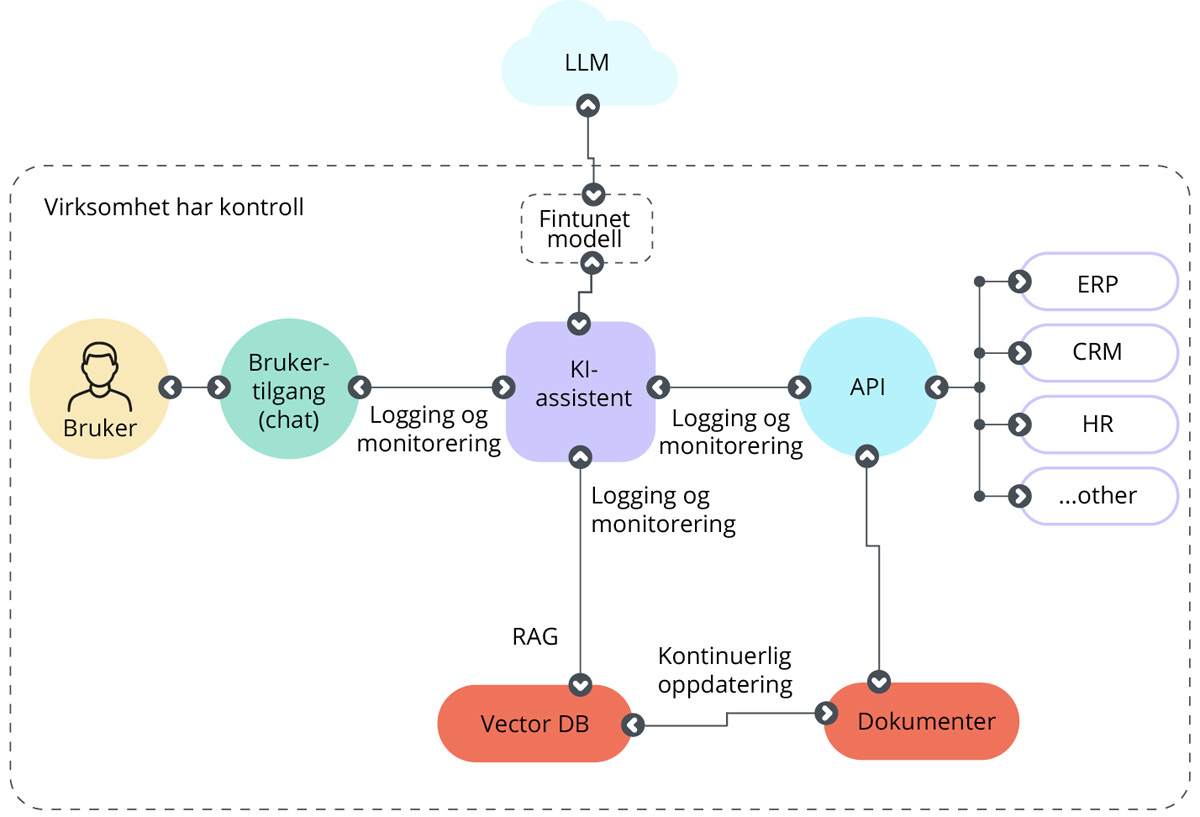 LLM
Virksomhet har kontroll
Fintunet
modell
Bruker
Bruker-
tilgang
(chat)
Logging og
monitorering
KI-
assistent
Logging og
monitorering
API
ERP
CRM
HR
...other
Logging og
monitorering
RAG
Kontinuerlig
oppdatering
Vector DB
Dokumenter